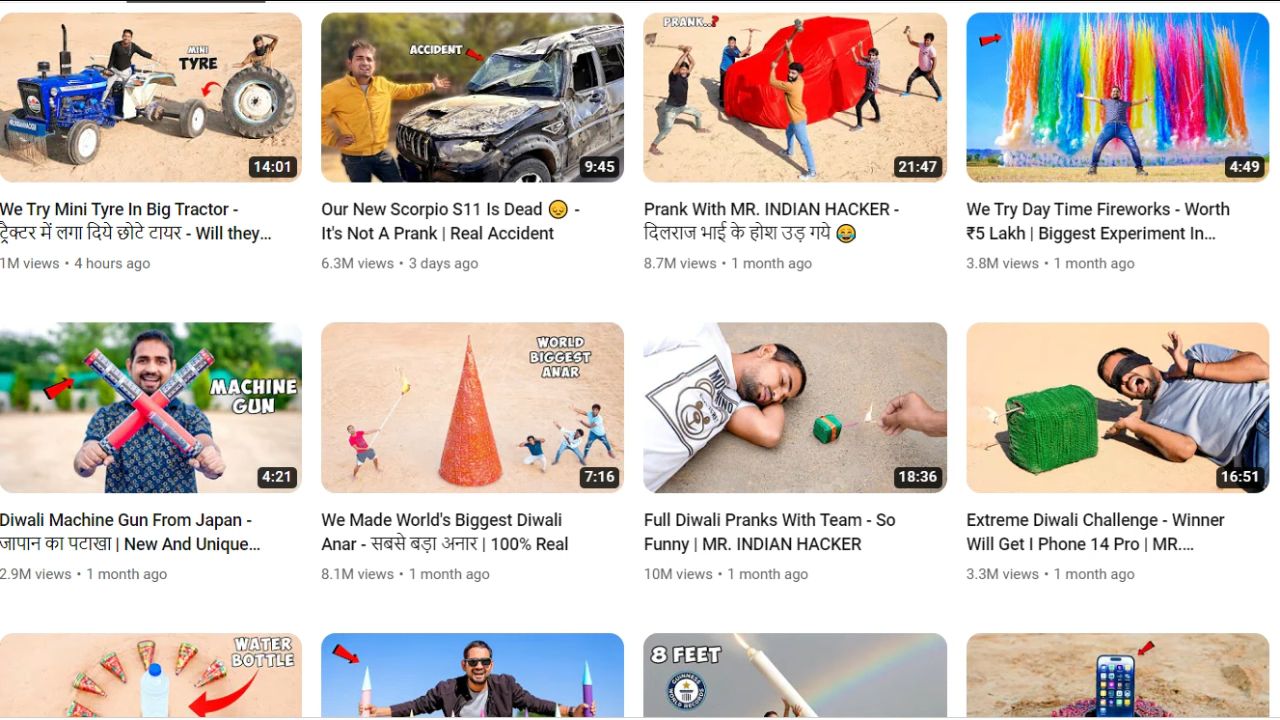 MINI
TYRE
14:01
ACCIDENT
9:45
PRANK..?
21:47
4:49
We Try Mini Tyre In Big Tractor -
ट्रैक्टर में लगा दिये छोटे टायर - Will they...
1M views • 4 hours ago
Our New Scorpio S11 Is Dead 😞 -
It's Not A Prank | Real Accident
6.3M views • 3 days ago
Prank With MR. INDIAN HACKER -
दिलराज भाई के होश उड़ गये 😂
8.7M views • 1 month ago
We Try Day Time Fireworks - Worth
₹5 Lakh | Biggest Experiment In...
3.8M views • 1 month ago
MACHINE
GUN
4:21
WORLD
BIGGEST
ANAR
7:16
18:36
16:51
Diwali Machine Gun From Japan -
जापान का पटाखा | New And Unique...
2.9M views • 1 month ago
We Made World's Biggest Diwali
Anar - सबसे बड़ा अनार | 100% Real
8.1M views • 1 month ago
Full Diwali Pranks With Team - So
Funny | MR. INDIAN HACKER
10M views • 1 month ago
Extreme Diwali Challenge - Winner
Will Get I Phone 14 Pro | MR....
3.3M views • 1 month ago
WATER
BOTTLE
8 FEET
GUINNESS
WORLD RECORDS